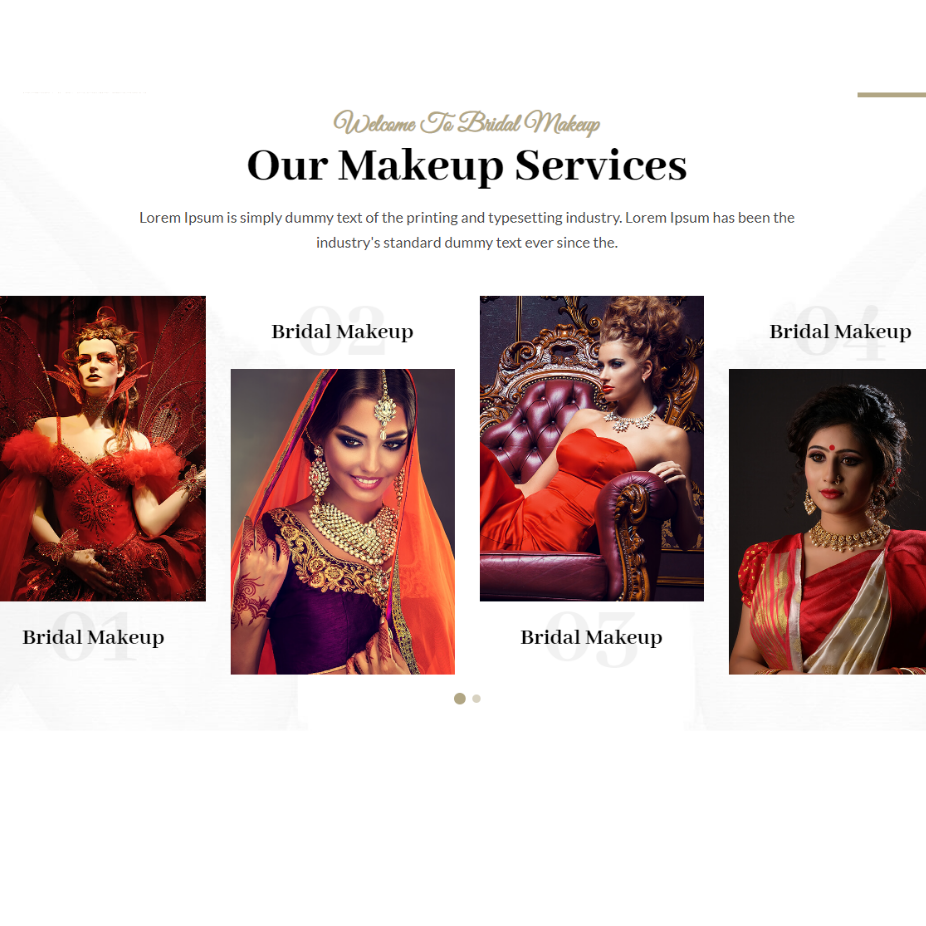 Welcome To Bridal Makeup
Our Makeup Services
Lorem Ipsum is simply dummy text of the printing and typesetting industry. Lorem Ipsum has been the
industry's standard dummy text ever since the.
01
Bridal Makeup
02
Bridal Makeup
03
Bridal Makeup
04
Bridal Makeup